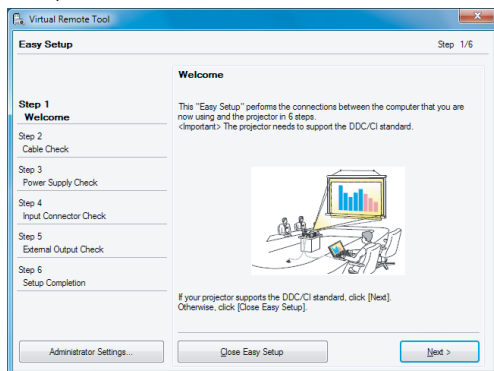 Virtual Remote Tool
Easy Setup
Step 1/6
Welcome
Step 1
Welcome
Step 2
Cable Check
Step 3
Power Supply Check
Step 4
Input Connector Check
Step 5
External Output Check
Step 6
Setup Completion
This "Easy Setup" performs the connections between the computer that you are
now using and the projector in 6 steps.
<Important> The projector needs to support the DDC/CI standard.
If your projector supports the DDC/CI standard, click [Next].
Otherwise, click [Close Easy Setup].
Administrator Settings...
Close Easy Setup
Next >